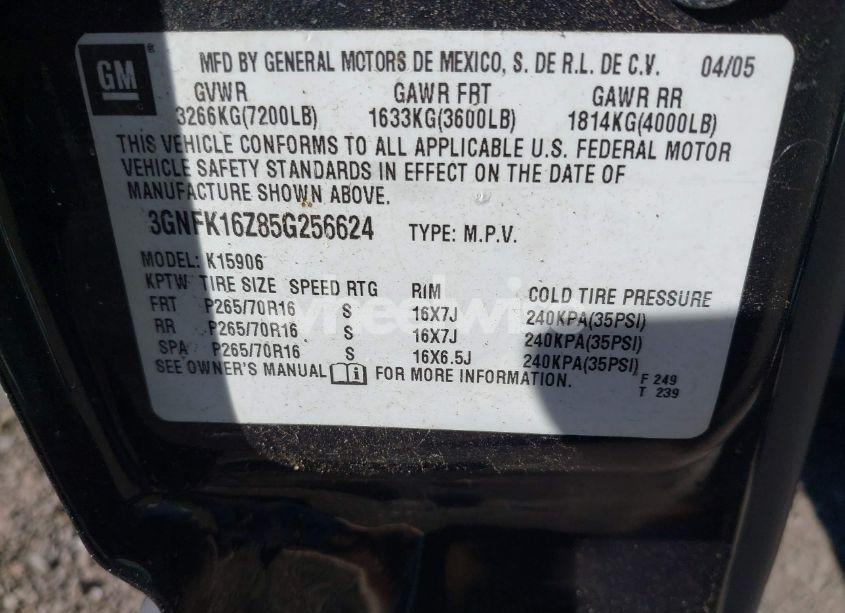 GM ®
MFD BY GENERAL MOTORS DE MEXICO, S. DE R.L. DE C.V. 04/05
GVWR GAWR FRT GAWR RR
3266KG(7200LB) 1633KG(3600LB) 1814KG(4000LB)
THIS VEHICLE CONFORMS TO ALL APPLICABLE U.S. FEDERAL MOTOR
VEHICLE SAFETY STANDARDS IN EFFECT ON THE DATE OF
MANUFACTURE SHOWN ABOVE.
3GNFK16Z85G256624 TYPE: M.P.V.
MODEL: K15906
KPTW TIRE SIZE SPEED RTG RIM COLD TIRE PRESSURE
FRT P265/70R16 S 16X7J 240KPA(35PSI)
RR P265/70R16 S 16X7J 240KPA(35PSI)
SPA P265/70R16 S 16X6.5J 240KPA(35PSI)
SEE OWNER'S MANUAL FOR MORE INFORMATION.
F 249
T 239